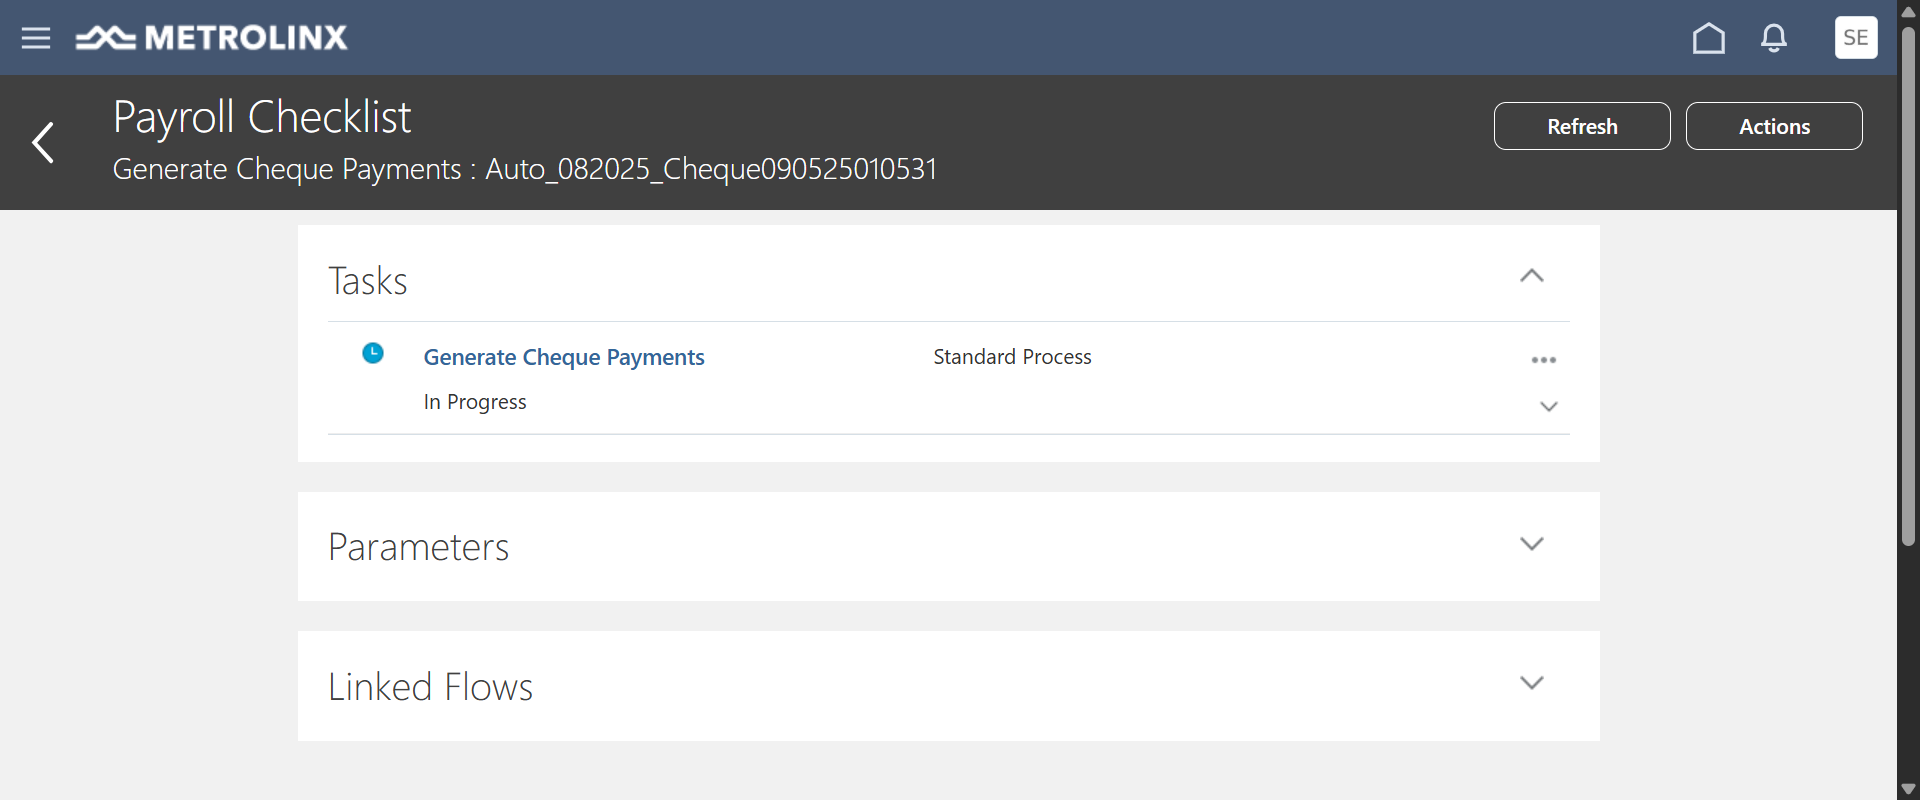 METROLINX
SE
Payroll Checklist
Refresh
Actions
Generate Cheque Payments : Auto_082025_Cheque090525010531
Tasks
Generate Cheque Payments
Standard Process
In Progress
Parameters
Linked Flows